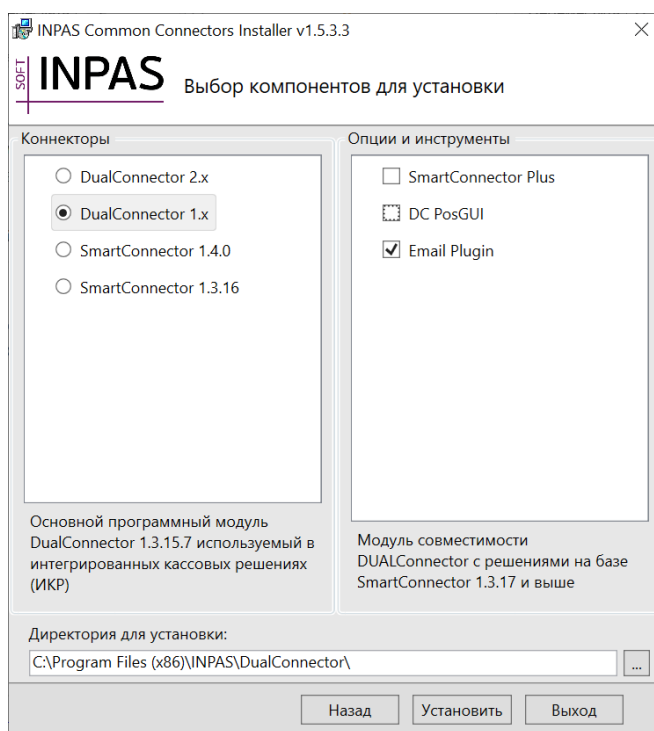 INPAS Common Connectors Installer v1.5.3.3
SOFT
INPAS
Выбор компонентов для установки
Коннекторы
DualConnector 2.x
DualConnector 1.x
SmartConnector 1.4.0
SmartConnector 1.3.16
Основной программный модуль
DualConnector 1.3.15.7 используемый в
интегрированных кассовых решениях
(ИКР)
Опции и инструменты
SmartConnector Plus
DC PosGUI
Email Plugin
Модуль совместимости
DUALConnector с решениями на базе
SmartConnector 1.3.17 и выше
Директория для установки:
C:\Program Files (x86)\INPAS\DualConnector\
...
Назад
Установить
Выход